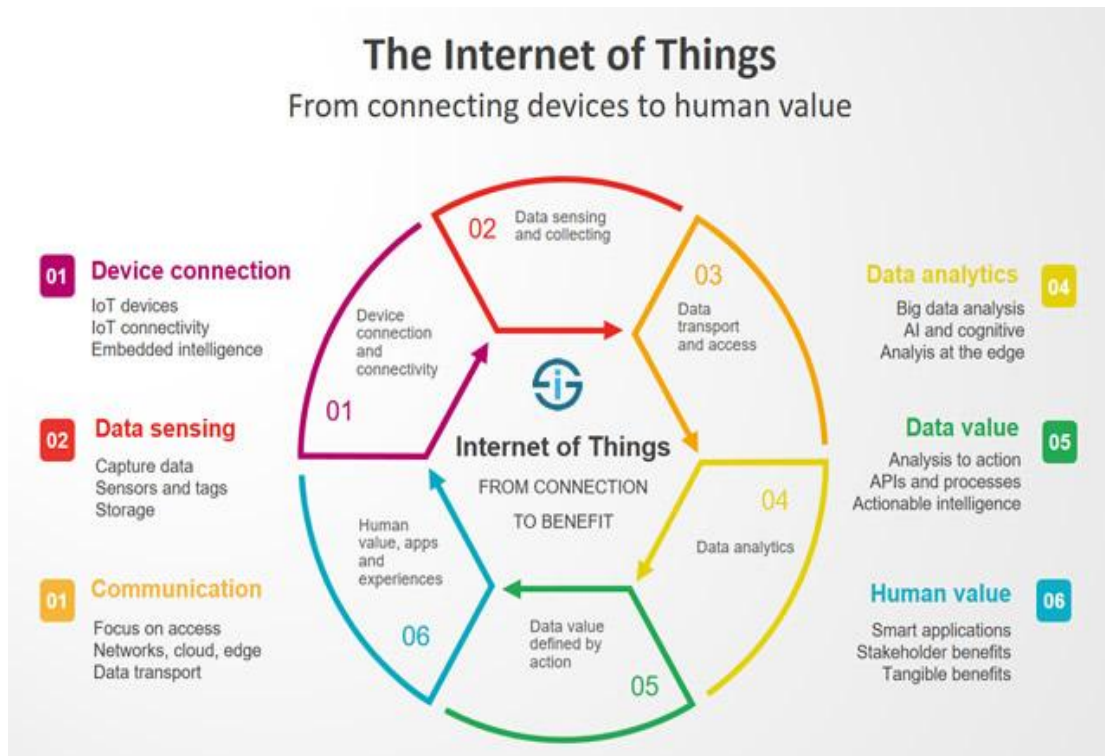 The Internet of Things
From connecting devices to human value
01 Device connection
IoT devices
IoT connectivity
Embedded intelligence
02 Data sensing
Capture data
Sensors and tags
Storage
01 Communication
Focus on access
Networks, cloud, edge
Data transport
01
Device
connection
and
connectivity
02
Data sensing
and collecting
03
Data
transport
and access
04
Data analytics
05
Data value
defined by
action
06
Human
value, apps
and
experiences
SiG
Internet of Things
FROM CONNECTION
TO BENEFIT
Data analytics 04
Big data analysis
AI and cognitive
Analyis at the edge
Data value 05
Analysis to action
APIs and processes
Actionable intelligence
Human value 06
Smart applications
Stakeholder benefits
Tangible benefits